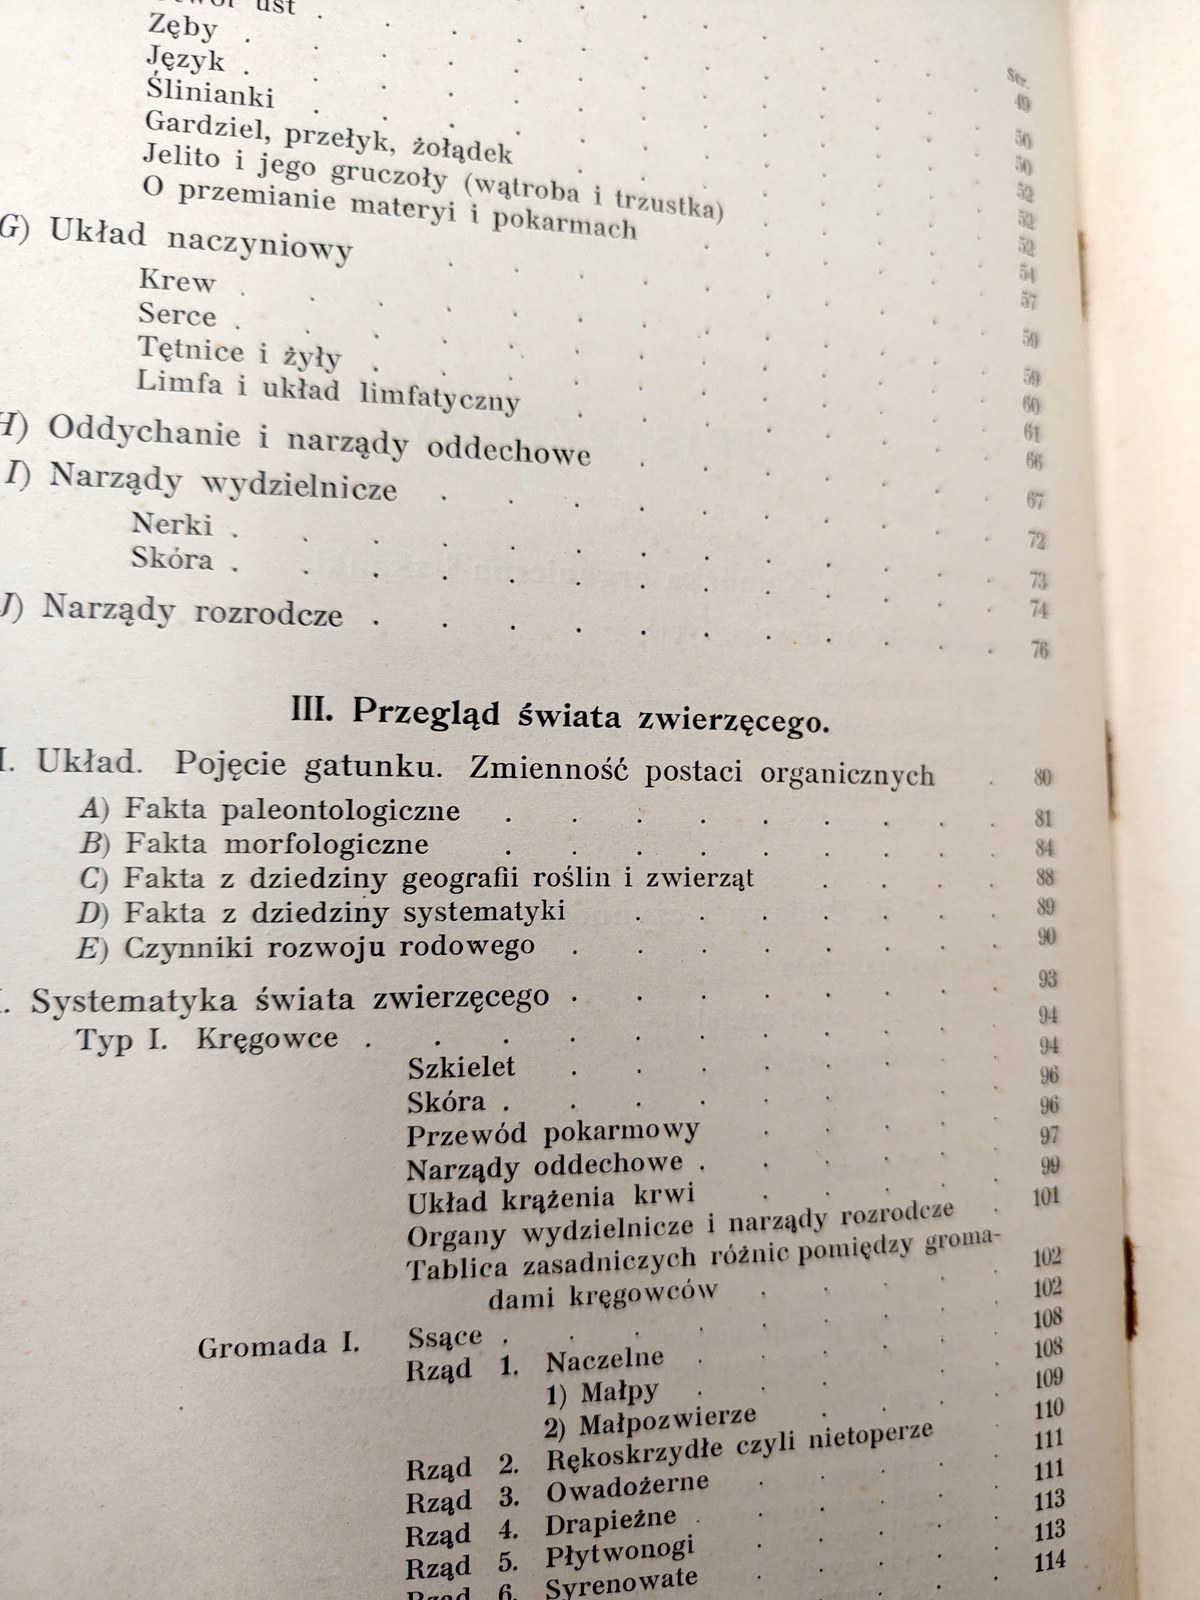 ust .
Str.
Zęby . 49
Język . 50
Ślinianki . 50
Gardziel, przełyk, żołądek 52
Jelito i jego gruczoły (wątroba i trzustka) 52
O przemianie materyi i pokarmach 52
G) Układ naczyniowy 54
Krew . 57
Serce . 59
Tętnice i żyły . 59
Limfa i układ limfatyczny 60
H) Oddychanie i narządy oddechowe 61
66
I) Narządy wydzielnicze 67
Nerki . 72
Skóra . 73
74
J) Narządy rozrodcze . 76
III. Przegląd świata zwierzęcego.
I. Układ. Pojęcie gatunku. Zmienność postaci organicznych . 80
A) Fakta paleontologiczne . 81
B) Fakta morfologiczne . 84
C) Fakta z dziedziny geografii roślin i zwierząt . 88
D) Fakta z dziedziny systematyki . 89
E) Czynniki rozwoju rodowego . 90
I. Systematyka świata zwierzęcego . 93
Typ I. Kręgowce . 94
Szkielet . 94
Skóra . 96
Przewód pokarmowy . 96
Narządy oddechowe . 97
Układ krążenia krwi . 99
Organy wydzielnicze i narządy rozrodcze . 101
Tablica zasadniczych różnic pomiędzy groma-
dami kręgowców . 102
Gromada I. Ssące . 102
Rząd 1. Naczelne . 108
1) Małpy . 108
2) Małpozwierze . 109
Rząd 2. Rękoskrzydłe czyli nietoperze 110
Rząd 3. Owadożerne . 111
Rząd 4. Drapieżne . 111
Rząd 5. Płytwonogi . 113
Rząd 6. Syrenowate . 113
114